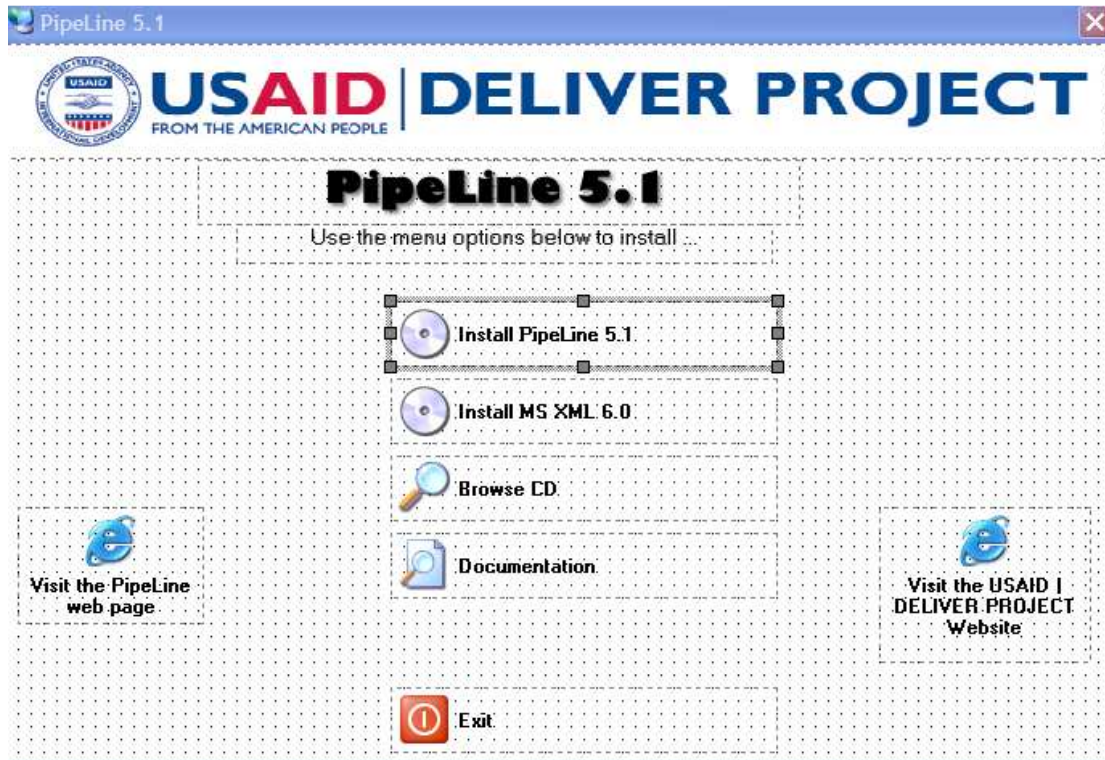 PipeLine 5.1
USAID
USAID | DELIVER PROJECT
FROM THE AMERICAN PEOPLE
PipeLine 5.1
Use the menu options below to install ...
Install PipeLine 5.1
Install MS XML 6.0
Browse CD
Documentation
Visit the PipeLine
web page
Visit the USAID |
DELIVER PROJECT
Website
Exit